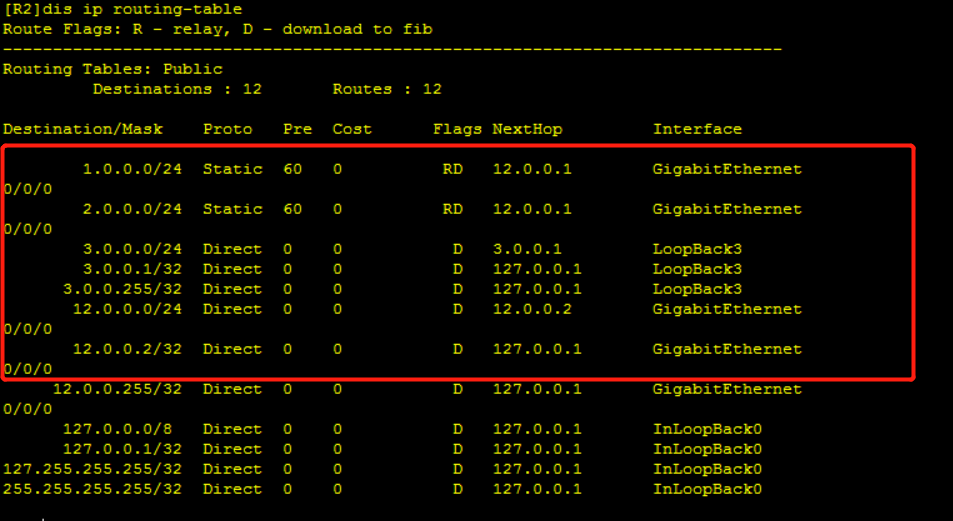 [R2]dis ip routing-table
Route Flags: R - relay, D - download to fib
------------------------------------------------------------------------------
Routing Tables: Public
         Destinations : 12       Routes : 12

Destination/Mask    Proto   Pre  Cost      Flags NextHop         Interface

        1.0.0.0/24  Static  60   0          RD   12.0.0.1        GigabitEthernet
0/0/0
        2.0.0.0/24  Static  60   0          RD   12.0.0.1        GigabitEthernet
0/0/0
        3.0.0.0/24  Direct  0    0           D   3.0.0.1         LoopBack3
        3.0.0.1/32  Direct  0    0           D   127.0.0.1       LoopBack3
      3.0.0.255/32  Direct  0    0           D   127.0.0.1       LoopBack3
       12.0.0.0/24  Direct  0    0           D   12.0.0.2        GigabitEthernet
0/0/0
       12.0.0.2/32  Direct  0    0           D   127.0.0.1       GigabitEthernet
0/0/0
     12.0.0.255/32  Direct  0    0           D   127.0.0.1       GigabitEthernet
0/0/0
      127.0.0.0/8   Direct  0    0           D   127.0.0.1       InLoopBack0
      127.0.0.1/32  Direct  0    0           D   127.0.0.1       InLoopBack0
127.255.255.255/32  Direct  0    0           D   127.0.0.1       InLoopBack0
255.255.255.255/32  Direct  0    0           D   127.0.0.1       InLoopBack0